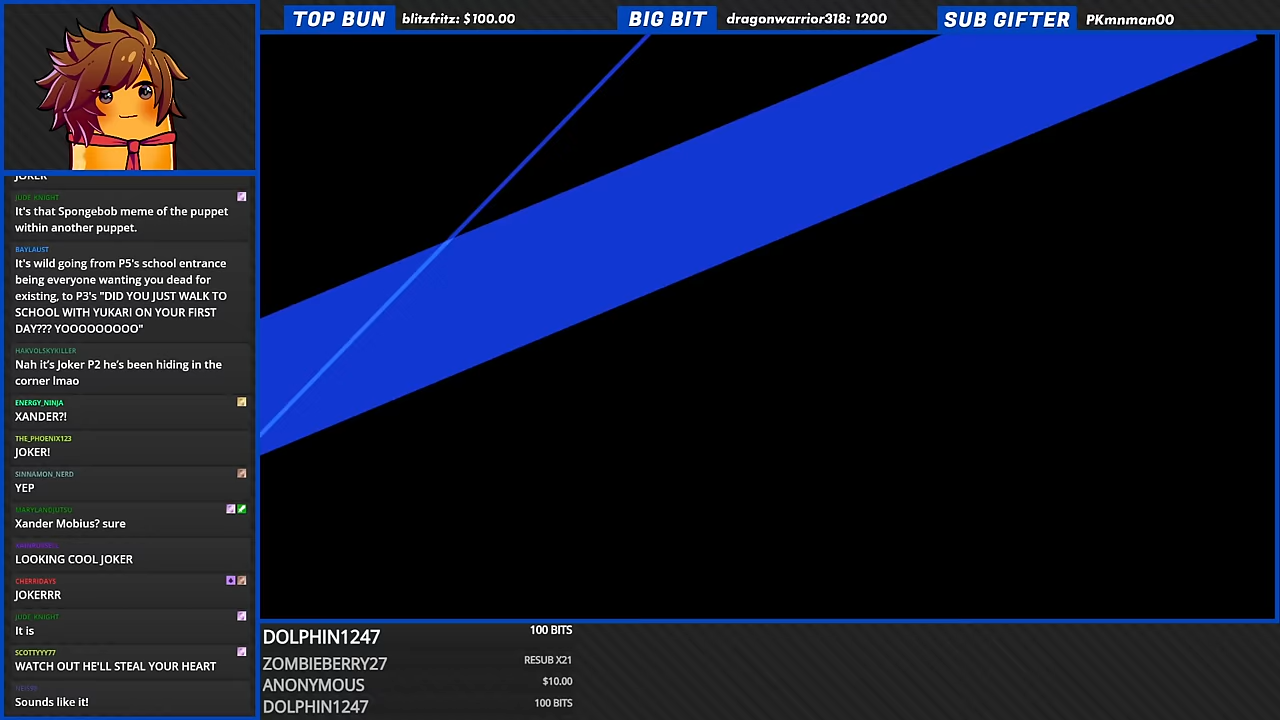 TOP BUN blitzfritz: $100.00 BIG BIT dragonwarrior318: 1200 SUB GIFTER PKmnman00
JOKER
JUDE_KNIGHT
It's that Spongebob meme of the puppet
within another puppet.
BAYLAUST
It's wild going from P5's school entrance
being everyone wanting you dead for
existing, to P3's "DID YOU JUST WALK TO
SCHOOL WITH YUKARI ON YOUR FIRST
DAY??? YOOOOOOOOO"
HAKVOLSKYKILLER
Nah it's Joker P2 he's been hiding in the
corner lmao
ENERGY_NINJA
XANDER?!
THE_PHOENIX123
JOKER!
SINNAMON_NERD
YEP
MARYLANDJUTSU
Xander Mobius? sure
LOOKING COOL JOKER
CHERRIDAYS
JOKERRR
JUDE_KNIGHT
It is
SCOTTYYY77
WATCH OUT HE'LL STEAL YOUR HEART
Sounds like it!
DOLPHIN1247 100 BITS
ZOMBIEBERRY27 RESUB X21
ANONYMOUS $10.00
DOLPHIN1247 100 BITS